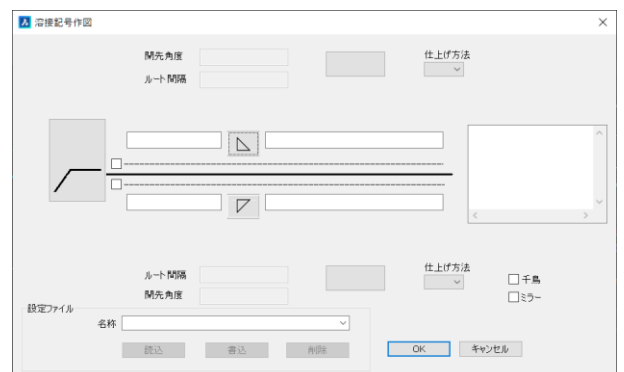 溶接記号作図
開先角度
仕上げ方法
ルート間隔
ルート間隔
仕上げ方法
千鳥
開先角度
ミラー
設定ファイル
名称
読込 書込 削除 OK キャンセル